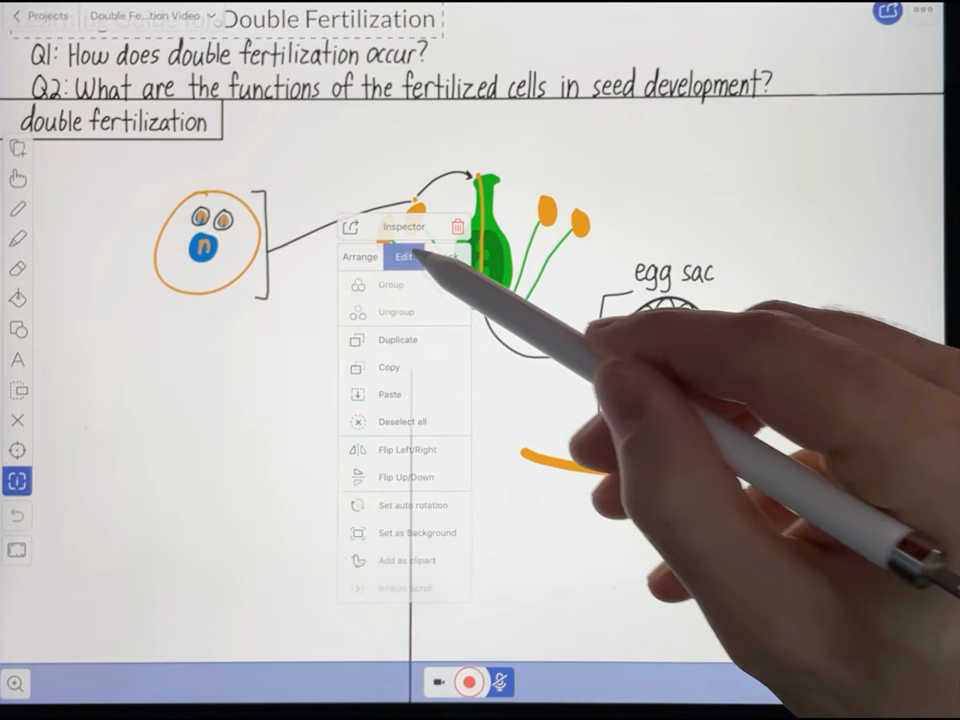 Projects
Double Fe...tion Video
Double Fertilization
Q1: How does double fertilization occur?
Q2: What are the functions of the fertilized cells in seed development?
double fertilization
n
egg sac
Inspector
Arrange
Edit
Group
Ungroup
Duplicate
Copy
Paste
Deselect all
Flip Left/Right
Flip Up/Down
Set auto rotation
Set as Background
Add as clipart
Infinite Scroll
A